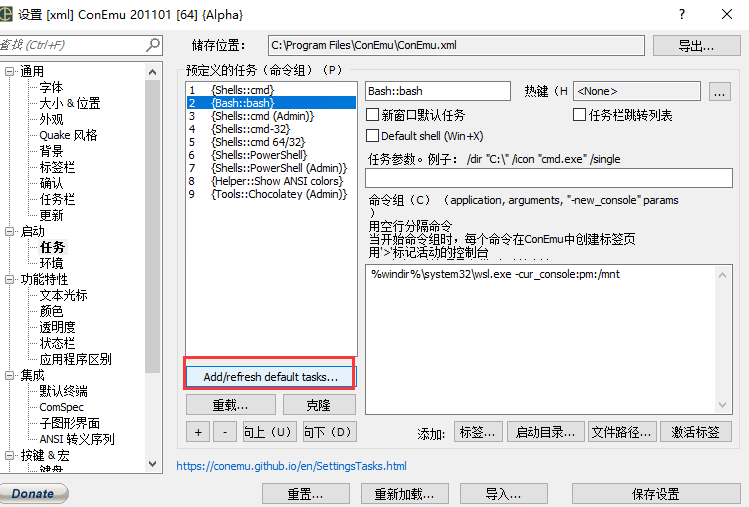 设置 [xml] ConEmu 201101 [64] {Alpha}
查找 (Ctrl+F)
储存位置:
C:\Program Files\ConEmu\ConEmu.xml
导出...
通用
字体
大小 & 位置
外观
Quake 风格
背景
标签栏
确认
任务栏
更新
启动
任务
环境
功能特性
文本光标
颜色
透明度
状态栏
应用程序区别
集成
默认终端
ComSpec
子图形界面
ANSI 转义序列
按键 & 宏
键盘
预定义的任务（命令组）（P）
1 {Shells::cmd}
2 {Bash::bash}
3 {Shells::cmd (Admin)}
4 {Shells::cmd-32}
5 {Shells::cmd 64/32}
6 {Shells::PowerShell}
7 {Shells::PowerShell (Admin)}
8 {Helper::Show ANSI colors}
9 {Tools::Chocolatey (Admin)}
Add/refresh default tasks...
重载...
克隆
+
-
向上（U）
向下（D）
Bash::bash
热键（H
<None>
...
新窗口默认任务
任务栏跳转列表
Default shell (Win+X)
任务参数。例子： /dir "C:\" /icon "cmd.exe" /single
命令组（C）（application, arguments, "-new_console" params
）
用空行分隔命令
当开始命令组时，每个命令在ConEmu中创建标签页
用'>'标记活动的控制台
%windir%\system32\wsl.exe -cur_console:pm:/mnt
添加:
标签...
启动目录...
文件路径...
激活标签
https://conemu.github.io/en/SettingsTasks.html
Donate
重置...
重新加载...
导入...
保存设置